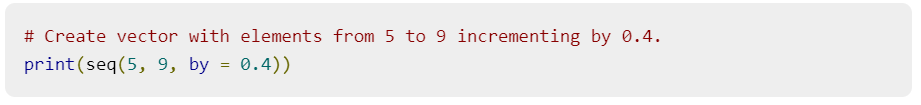 # Create vector with elements from 5 to 9 incrementing by 0.4.
print(seq(5, 9, by = 0.4))